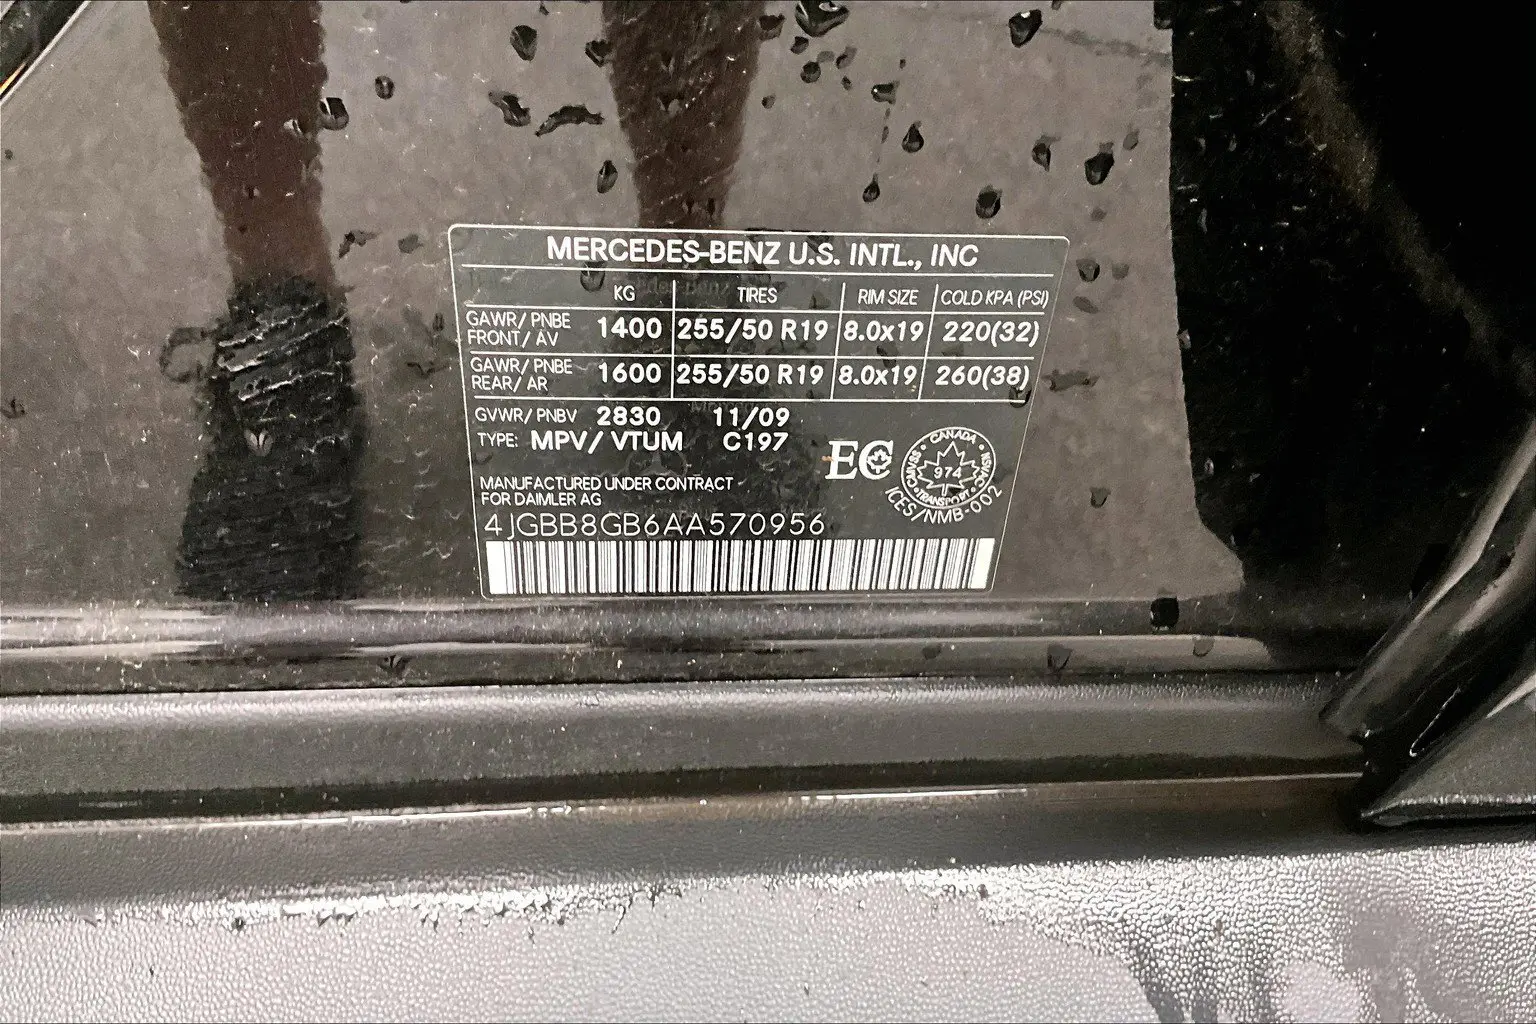 MERCEDES-BENZ U.S. INTL., INC
KG TIRES RIM SIZE COLD KPA (PSI)
GAWR/ PNBE FRONT/ AV 1400 255/50 R19 8.0x19 220(32)
GAWR/ PNBE REAR/ AR 1600 255/50 R19 8.0x19 260(38)
GVWR/ PNBV 2830 11/09
TYPE: MPV/ VTUM C197
EC
CANADA
974
TRANSPORT
ICES/NMB-002
MANUFACTURED UNDER CONTRACT
FOR DAIMLER AG
4JGBB8GB6AA570956